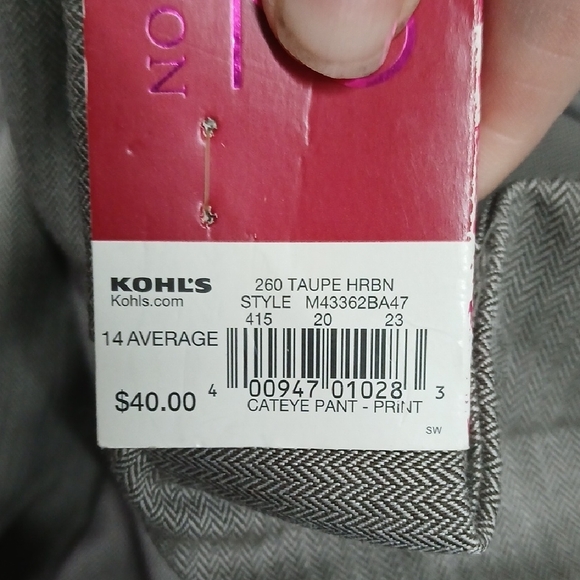 NO
KOHL'S
Kohls.com
260 TAUPE HRBN
STYLE M43362BA47
415 20 23
14 AVERAGE
4 00947 01028 3
$40.00
CATEYE PANT - PRINT
SW